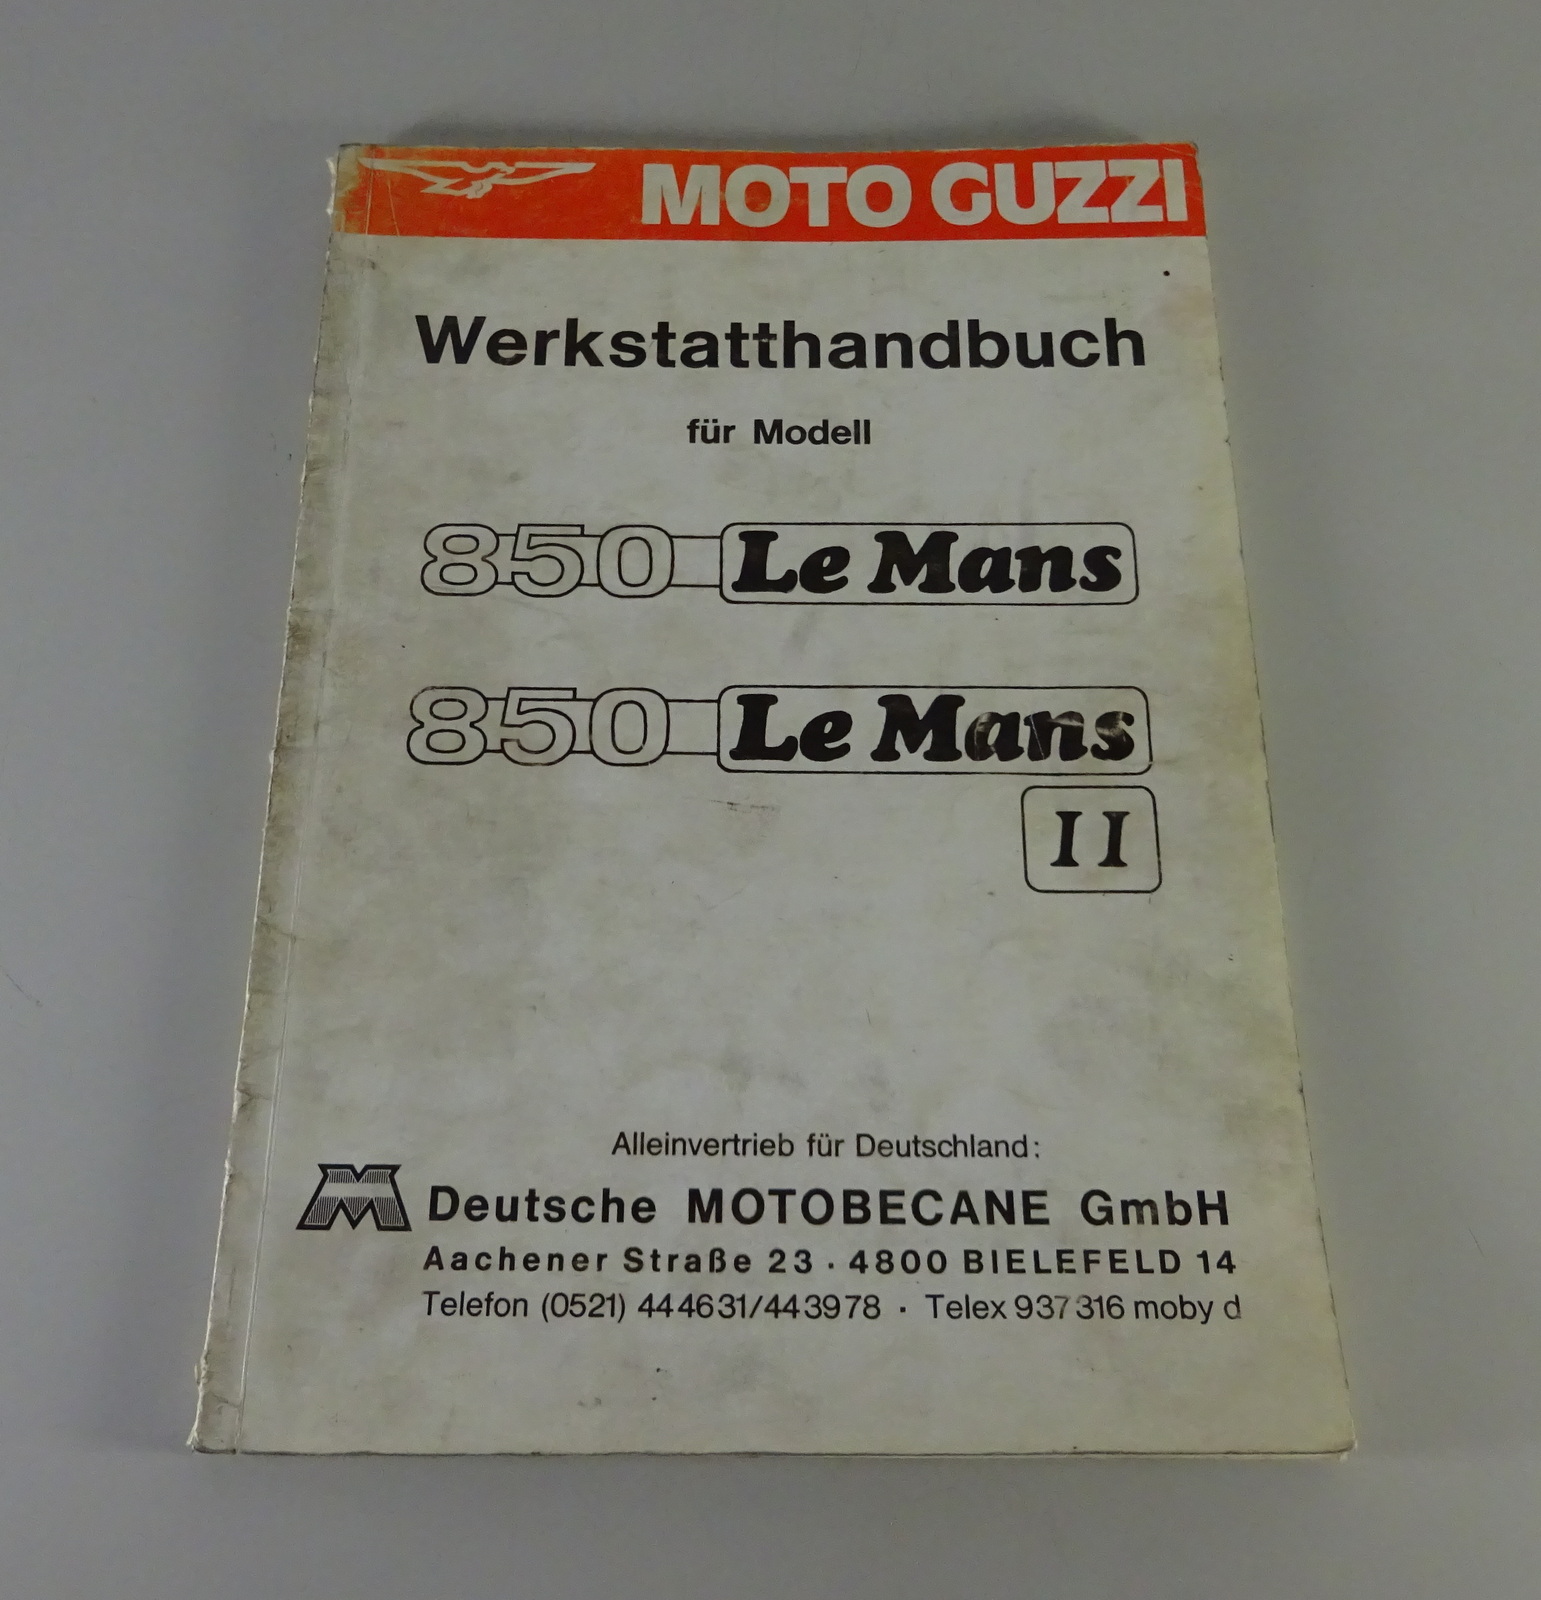 MOTO GUZZI
Werkstatthandbuch
für Modell
850 Le Mans
850 Le Mans
II
Alleinvertrieb für Deutschland:
M Deutsche MOTOBECANE GmbH
Aachener Straße 23 · 4800 BIELEFELD 14
Telefon (0521) 444631/443978 · Telex 937316 moby d